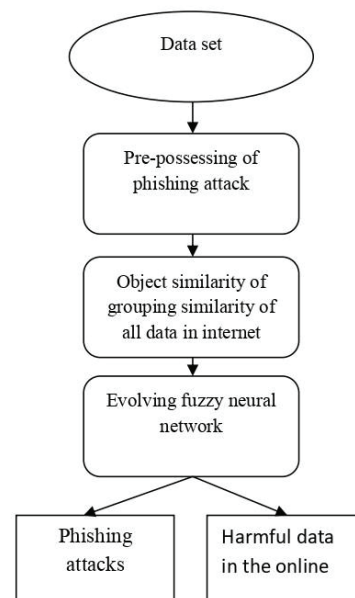 Data set
Pre-possessing of
phishing attack
Object similarity of
grouping similarity of
all data in internet
Evolving fuzzy neural
network
Phishing
attacks
Harmful data
in the online